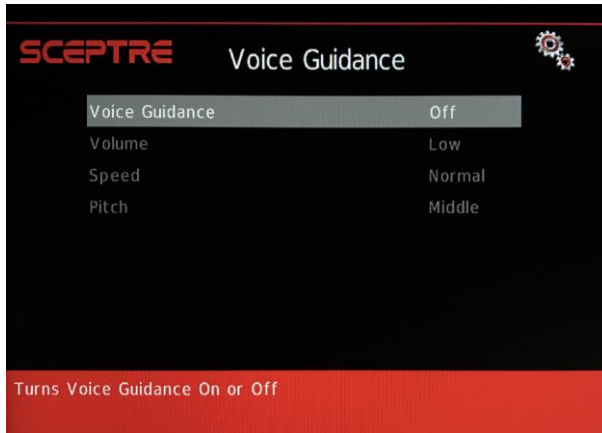 SCEPTRE
Voice Guidance
Voice Guidance Off
Volume Low
Speed Normal
Pitch Middle
Turns Voice Guidance On or Off